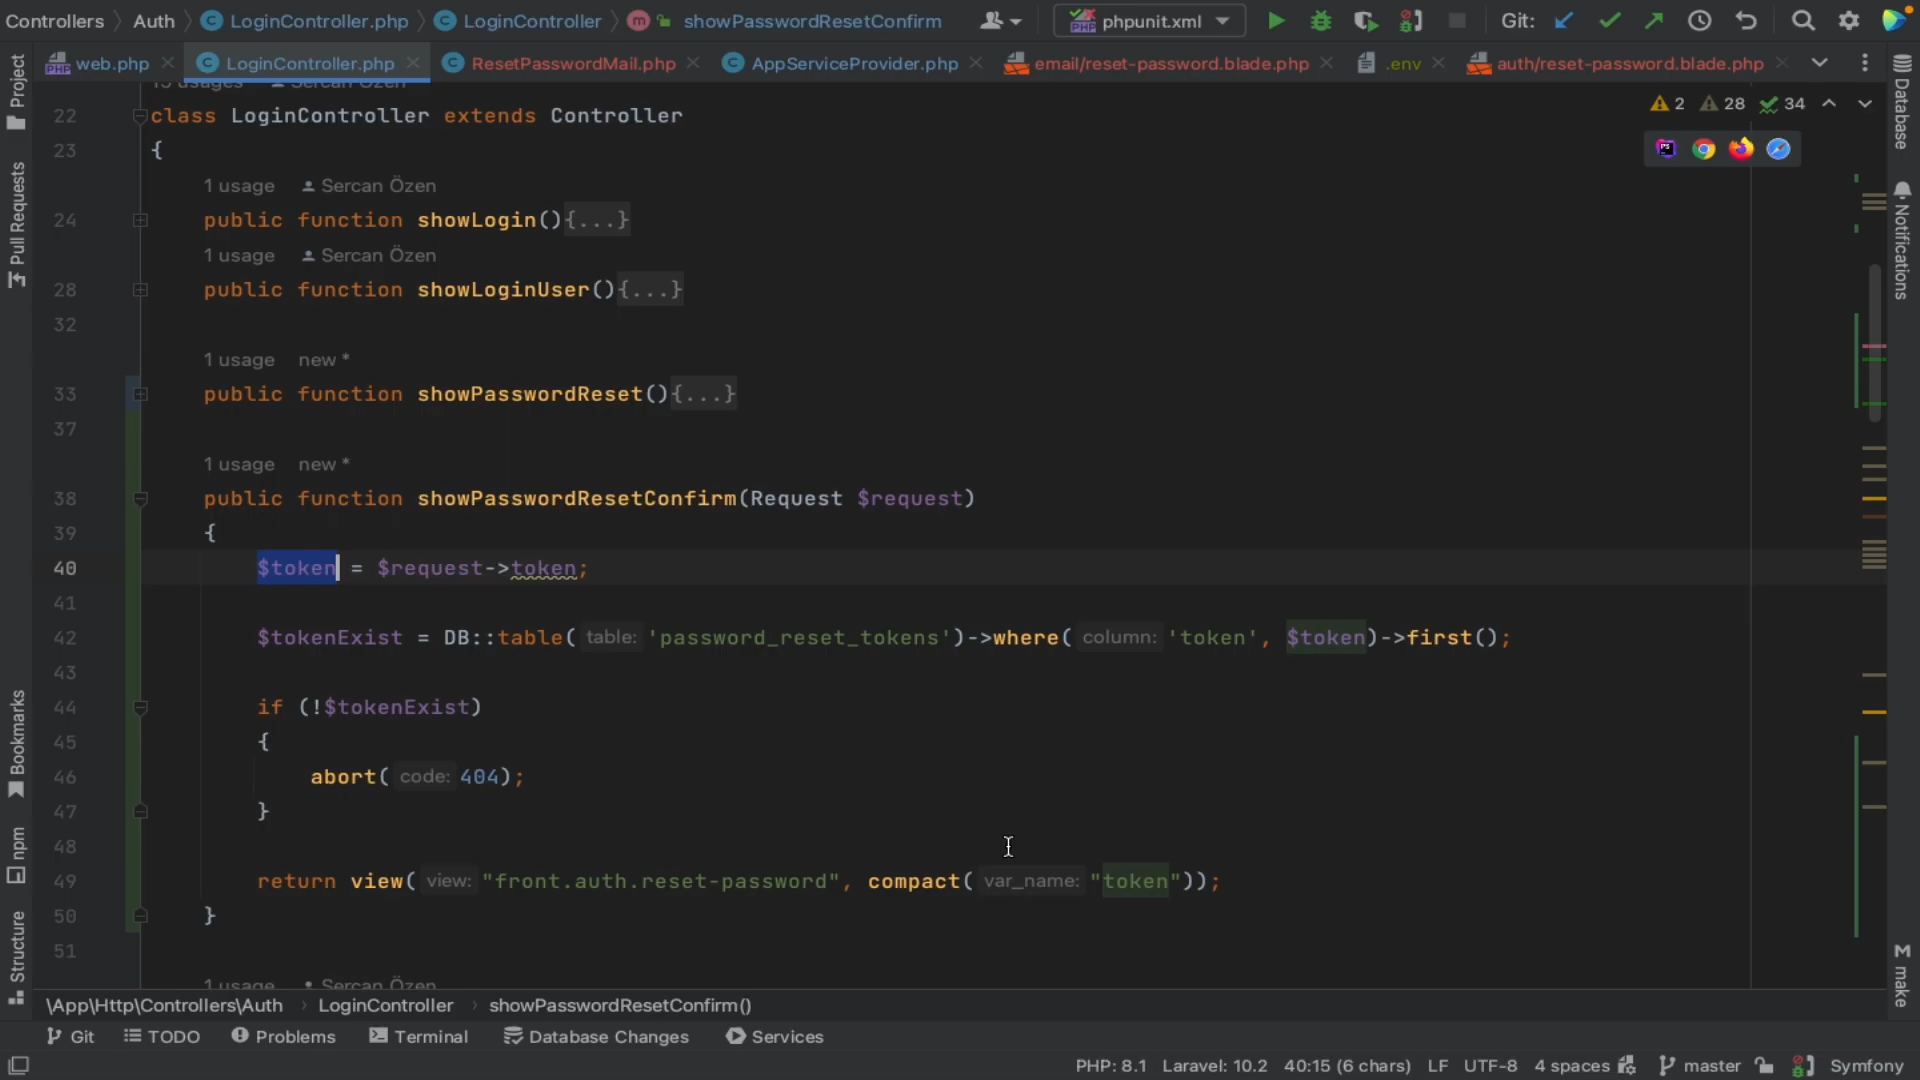 Controllers Auth LoginController.php LoginController m showPasswordResetConfirm phpunit.xml Git:
web.php LoginController.php ResetPasswordMail.php AppServiceProvider.php email/reset-password.blade.php .env auth/reset-password.blade.php
Project
Pull Requests
Bookmarks
npm
Structure
Database
Notifications
make
2 28 34
22 class LoginController extends Controller
23 {
1 usage Sercan Özen
24 public function showLogin(){...}
1 usage Sercan Özen
28 public function showLoginUser(){...}
32
1 usage new *
33 public function showPasswordReset(){...}
37
1 usage new *
38 public function showPasswordResetConfirm(Request $request)
39 {
40 $token = $request->token;
41
42 $tokenExist = DB::table( table: 'password_reset_tokens')->where( column: 'token', $token)->first();
43
44 if (!$tokenExist)
45 {
46 abort( code: 404);
47 }
48
49 return view( view: "front.auth.reset-password", compact( var_name: "token"));
50 }
51
1 usage Sercan Özen
\App\Http\Controllers\Auth LoginController showPasswordResetConfirm()
Git TODO Problems Terminal Database Changes Services
PHP: 8.1 Laravel: 10.2 40:15 (6 chars) LF UTF-8 4 spaces master Symfony